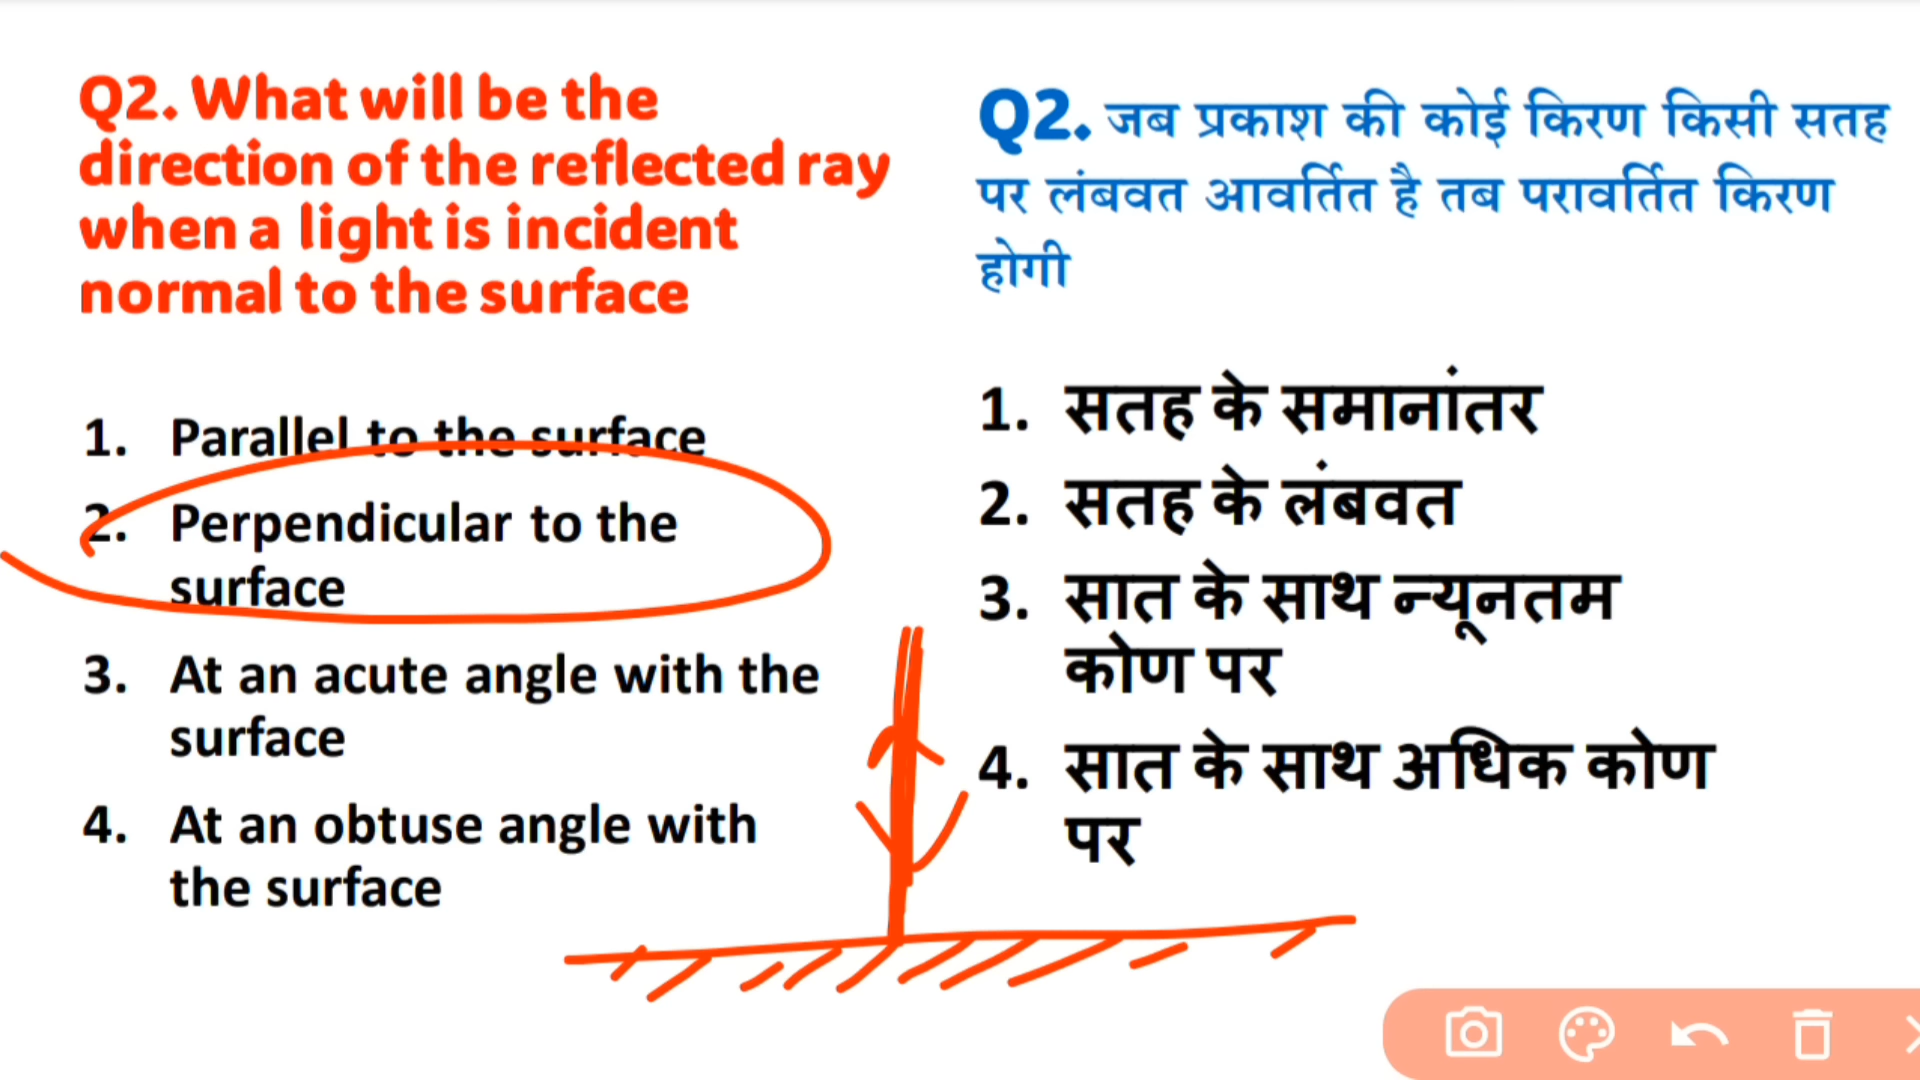 Q2. What will be the
direction of the reflected ray
when a light is incident
normal to the surface
1. Parallel to the surface
2. Perpendicular to the
surface
3. At an acute angle with the
surface
4. At an obtuse angle with
the surface
Q2. जब प्रकाश की कोई किरण किसी सतह
पर लंबवत आवर्तित है तब परावर्तित किरण
होगी
1. सतह के समानांतर
2. सतह के लंबवत
3. सात के साथ न्यूनतम
कोण पर
4. सात के साथ अधिक कोण
पर